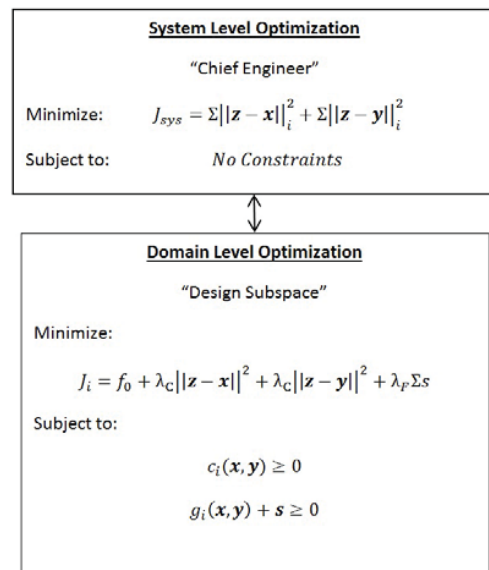 System Level Optimization
“Chief Engineer”
Minimize: J_sys = Σ||z − x||_i^2 + Σ||z − y||_i^2
Subject to: No Constraints
Domain Level Optimization
“Design Subspace”
Minimize:
J_i = f_0 + λ_C||z − x||^2 + λ_C||z − y||^2 + λ_F Σs
Subject to:
c_i(x, y) ≥ 0
g_i(x, y) + s ≥ 0